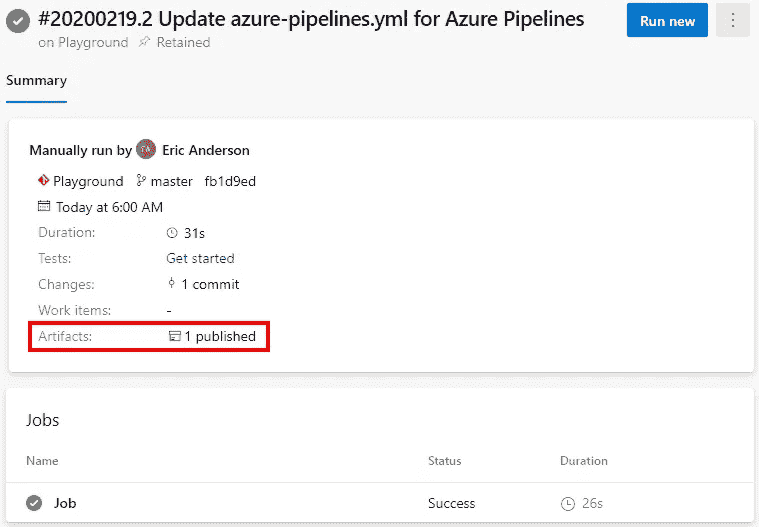 #20200219.2 Update azure-pipelines.yml for Azure Pipelines
on Playground Retained
Run new
Summary
Manually run by Eric Anderson
Playground master fb1d9ed
Today at 6:00 AM
Duration: 31s
Tests: Get started
Changes: 1 commit
Work items: -
Artifacts: 1 published
Jobs
Name Status Duration
Job Success 26s